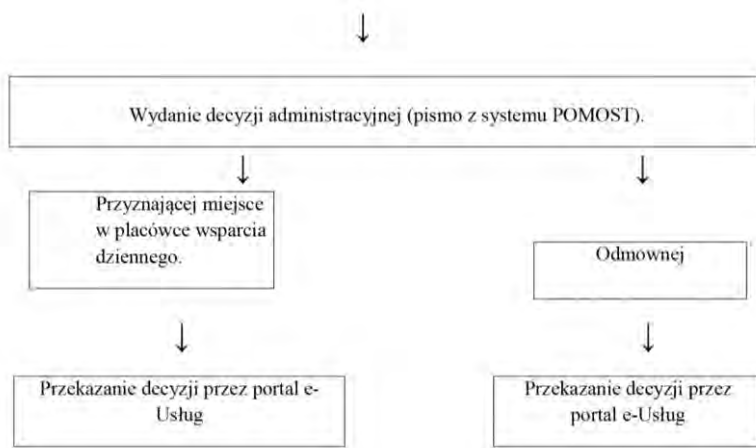 Wydanie decyzji administracyjnej (pismo z systemu POMOST).
Przyznającej miejsce
w placówce wsparcia
dziennego.
Odmownej
Przekazanie decyzji przez portal e-
Usług
Przekazanie decyzji przez
portal e-Usług